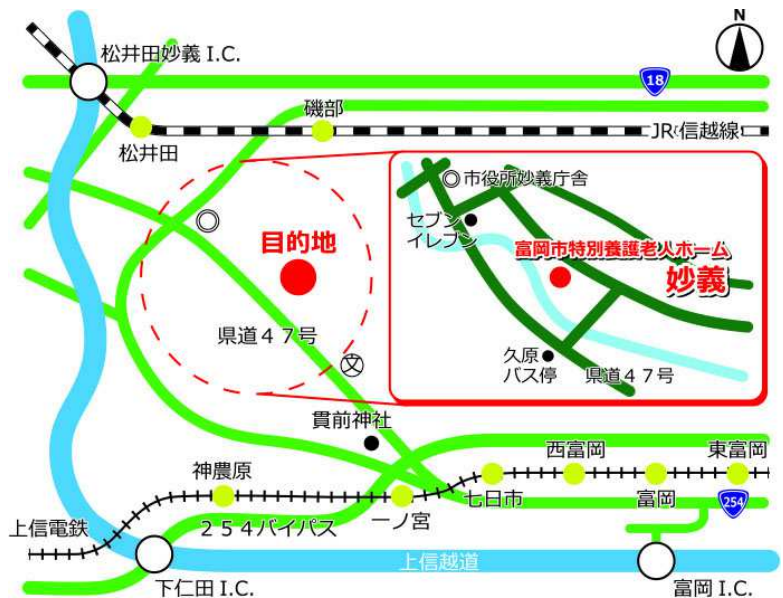 N
松井田妙義 I.C.
18
磯部
JR信越線
松井田
市役所妙義庁舎
セブン
イレブン
目的地
富岡市特別養護老人ホーム
妙義
県道４７号
文
久原
バス停
県道４７号
貫前神社
西富岡
東富岡
神農原
七日市
富岡
254
一ノ宮
上信電鉄
２５４バイパス
上信越道
下仁田 I.C.
富岡 I.C.